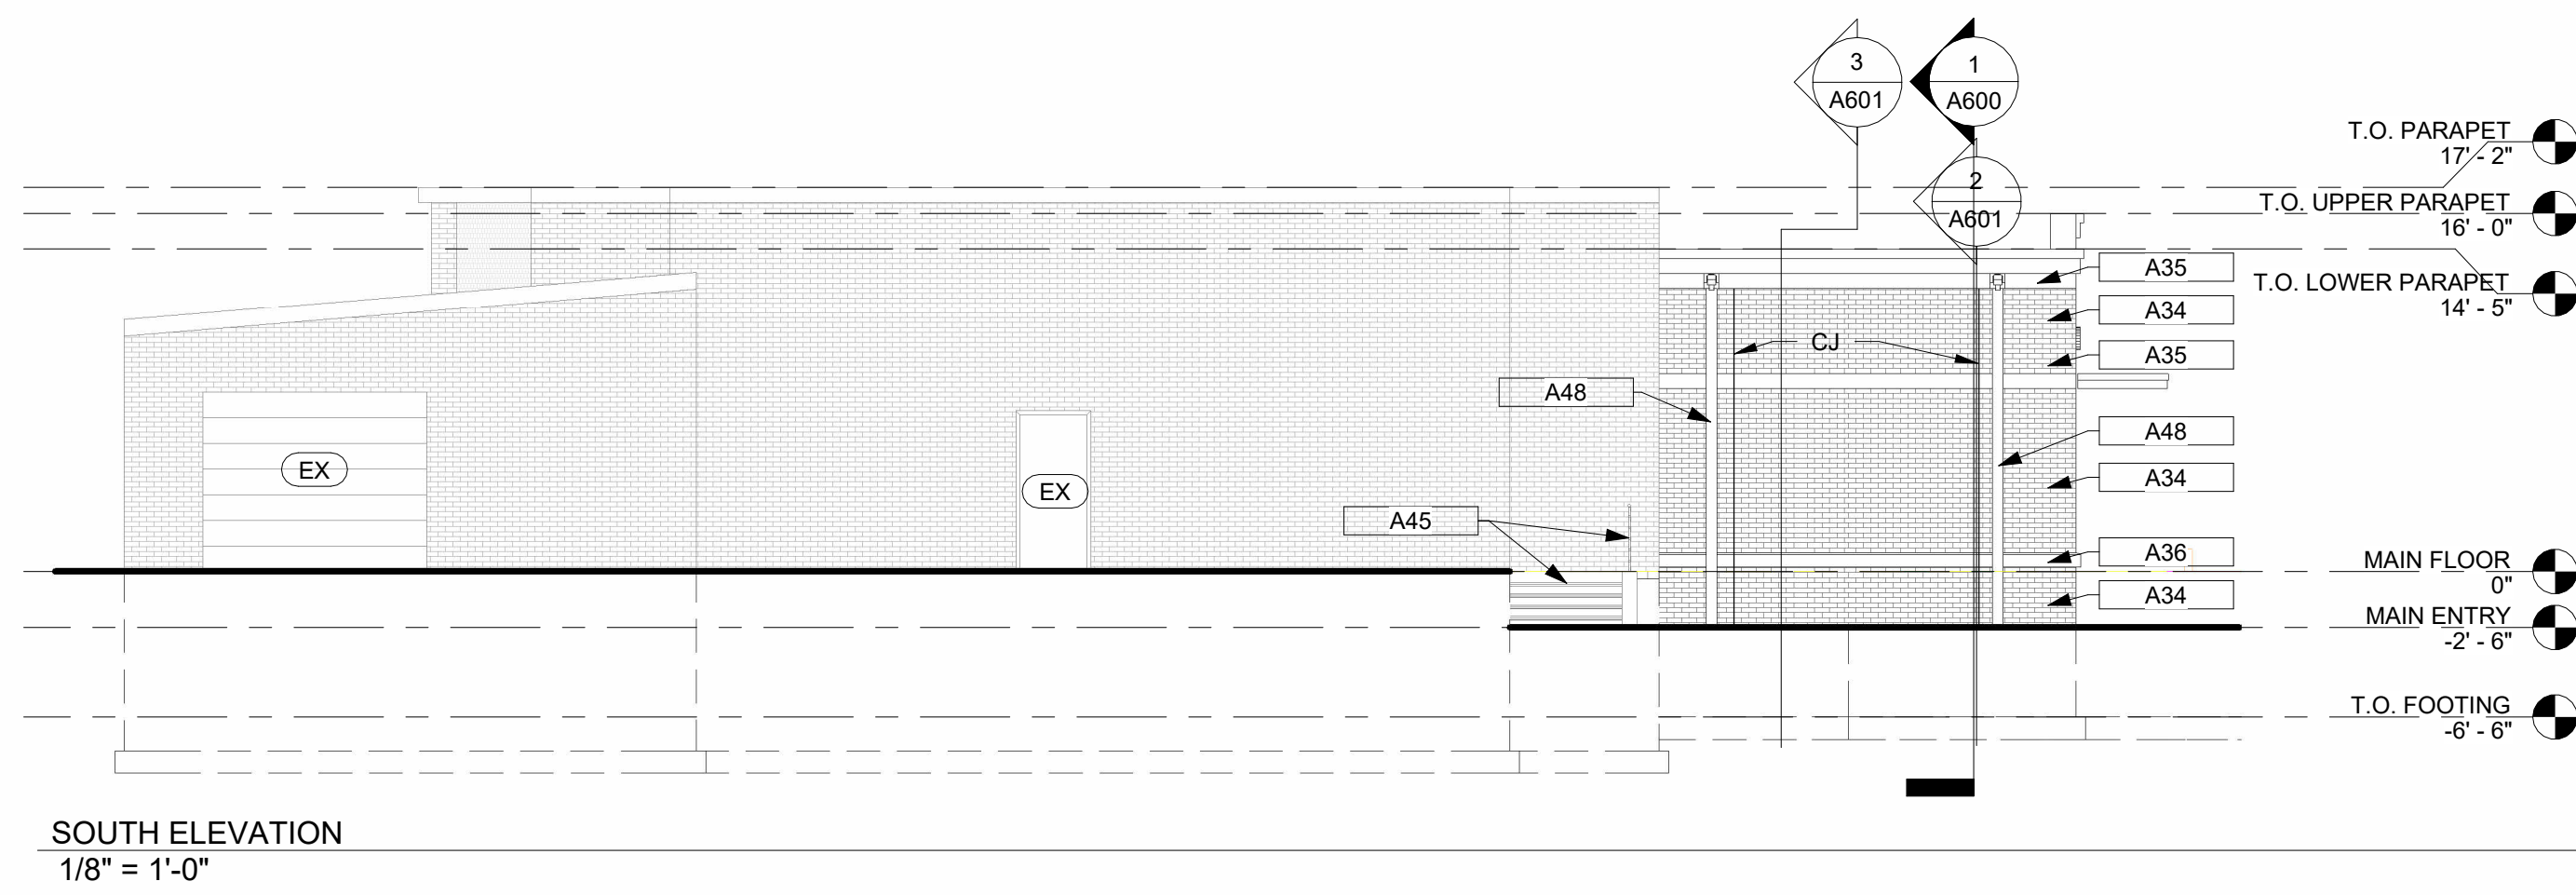 3
A601
1
A600
2
A601
T.O. PARAPET
17' - 2"
T.O. UPPER PARAPET
16' - 0"
T.O. LOWER PARAPET
14' - 5"
A35
A34
A35
CJ
A48
A48
A34
EX
EX
A45
A36
A34
MAIN FLOOR
0"
MAIN ENTRY
-2' - 6"
T.O. FOOTING
-6' - 6"
SOUTH ELEVATION
1/8" = 1'-0"